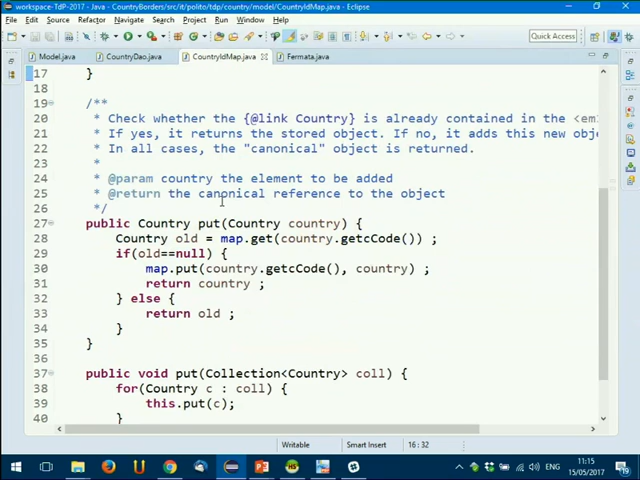 workspace-TdP-2017 - Java - CountryBorders/src/it/polito/tdp/country/model/CountryIdMap.java - Eclipse
File Edit Source Refactor Navigate Search Project Run Window Help
Quick Access
Model.java CountryDao.java CountryIdMap.java Fermata.java
17 }
18
19 /**
20 * Check whether the {@link Country} is already contained in the <em
21 * If yes, it returns the stored object. If no, it adds this new obje
22 * In all cases, the "canonical" object is returned.
23 *
24 * @param country the element to be added
25 * @return the canonical reference to the object
26 */
27 public Country put(Country country) {
28 Country old = map.get(country.getcCode()) ;
29 if(old==null) {
30 map.put(country.getcCode(), country) ;
31 return country ;
32 } else {
33 return old ;
34 }
35 }
36
37 public void put(Collection<Country> coll) {
38 for(Country c : coll) {
39 this.put(c);
40 }
Writable Smart Insert 16 : 32
ENG 11:15
15/05/2017